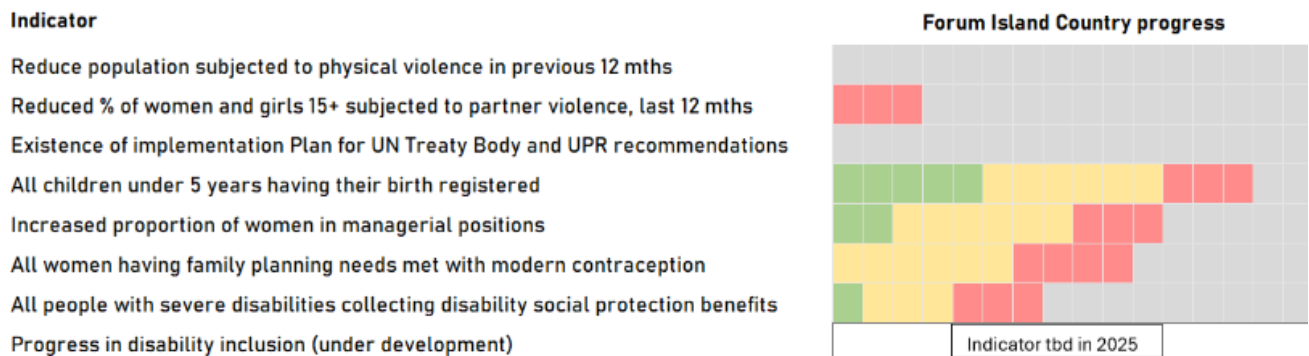 Indicator Forum Island Country progress
Reduce population subjected to physical violence in previous 12 mths
Reduced % of women and girls 15+ subjected to partner violence, last 12 mths
Existence of implementation Plan for UN Treaty Body and UPR recommendations
All children under 5 years having their birth registered
Increased proportion of women in managerial positions
All women having family planning needs met with modern contraception
All people with severe disabilities collecting disability social protection benefits
Progress in disability inclusion (under development) Indicator tbd in 2025